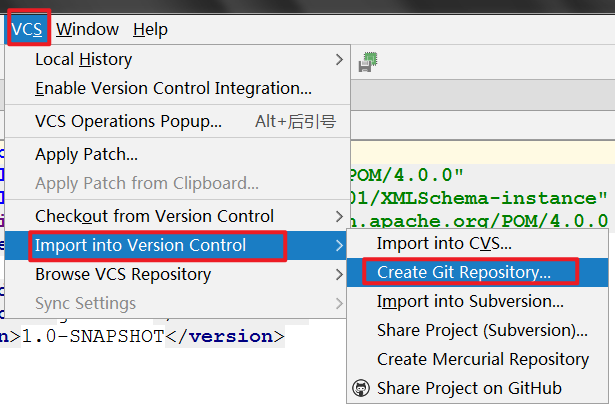 VCS Window Help
Local History
Enable Version Control Integration...
VCS Operations Popup... Alt+后引号
Apply Patch...
/POM/4.0.0"
Apply Patch from Clipboard...
01/XMLSchema-instance"
Checkout from Version Control
n.apache.org/POM/4.0.0
Import into Version Control
Import into CVS...
Browse VCS Repository
Create Git Repository...
Sync Settings
Import into Subversion...
n>1.0-SNAPSHOT</version>
Share Project (Subversion)...
Create Mercurial Repository
Share Project on GitHub